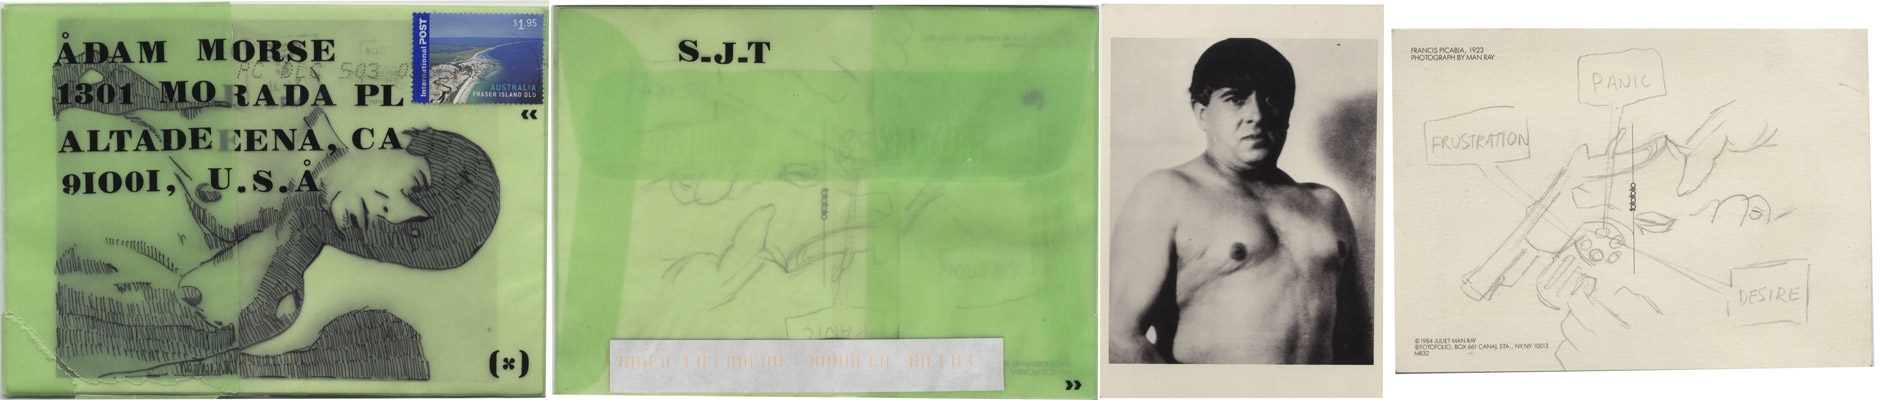 ÅDAM MORSE
1301 MORADA PL
ALTADEEENA, CA.
91001, U.S.Å
International POST
$1.95
AUSTRALIA
FRASER ISLAND QLD
«
(✕)
S-J-T
fotofolio
PANIC
»
FRANCIS PICABIA, 1923
PHOTOGRAPH BY MAN RAY
PANIC
FRUSTRATION
fotofolio
DESIRE
© 1984 JULIET MAN RAY
© FOTOFOLIO, BOX 661 CANAL STA., NY, NY 10013
MR32